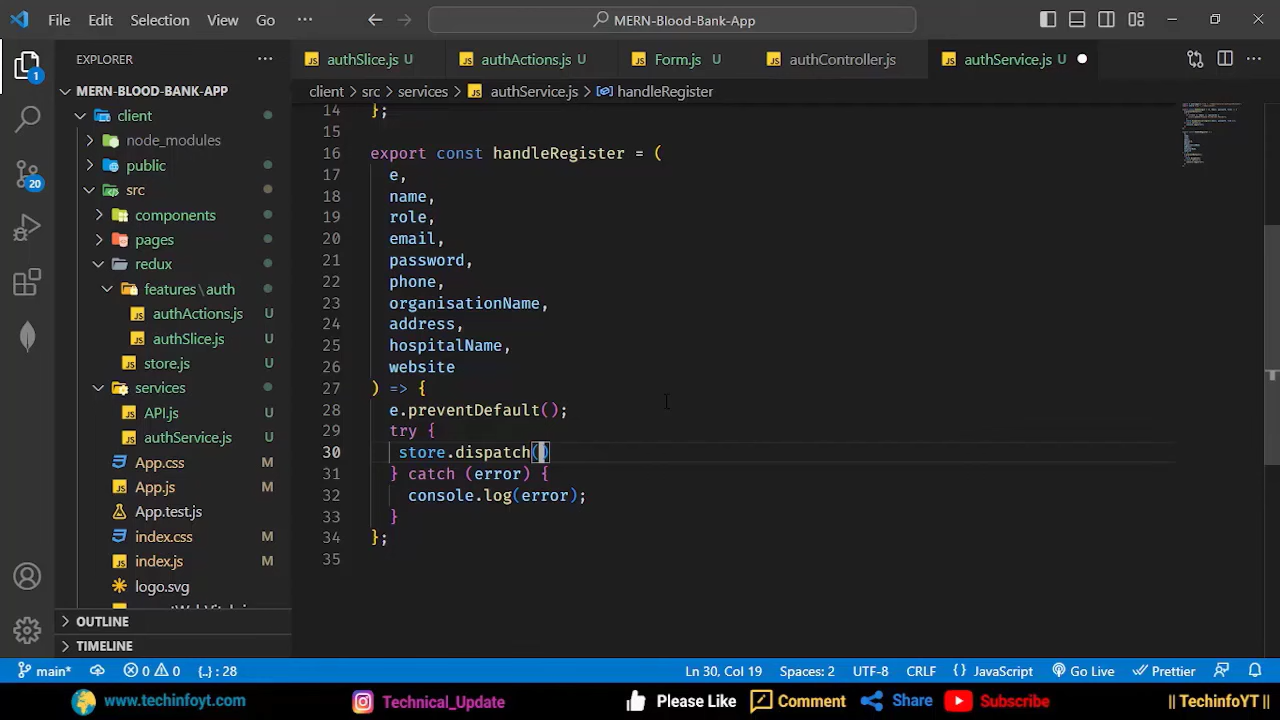 File Edit Selection View Go ··· MERN-Blood-Bank-App
EXPLORER ···
authSlice.js U authActions.js U Form.js U authController.js authService.js U ···
MERN-BLOOD-BANK-APP
client > src > services > authService.js > handleRegister
client
node_modules
public
src
components
pages
redux
features\auth
authActions.js U
authSlice.js U
store.js U
services
API.js U
authService.js U
App.css M
App.js M
App.test.js
index.css M
index.js M
logo.svg
OUTLINE
TIMELINE
1
20
14 };
15
16 export const handleRegister = (
17 e,
18 name,
19 role,
20 email,
21 password,
22 phone,
23 organisationName,
24 address,
25 hospitalName,
26 website
27 ) => {
28 e.preventDefault();
29 try {
30 store.dispatch()
31 } catch (error) {
32 console.log(error);
33 }
34 };
35
main* 0 0 {..} : 28 Ln 30, Col 19 Spaces: 2 UTF-8 CRLF {} JavaScript Go Live Prettier
www.techinfoyt.com Technical_Update Please Like Comment Share Subscribe || TechinfoYT ||